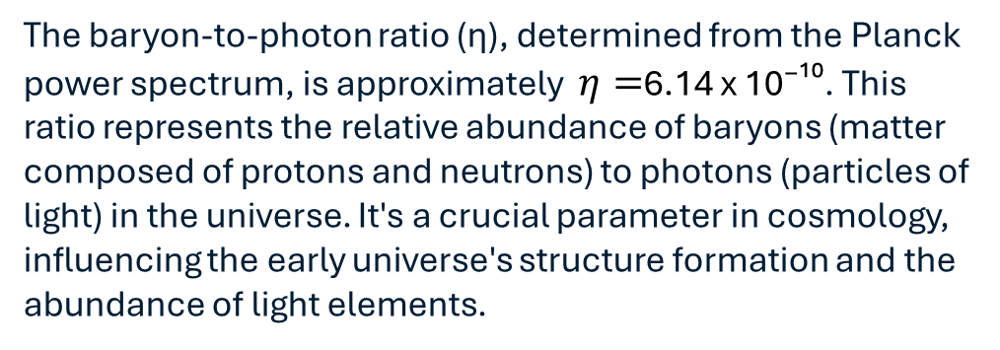 The baryon-to-photon ratio (η), determined from the Planck
power spectrum, is approximately η =6.14 x 10⁻¹⁰. This
ratio represents the relative abundance of baryons (matter
composed of protons and neutrons) to photons (particles of
light) in the universe. It's a crucial parameter in cosmology,
influencing the early universe's structure formation and the
abundance of light elements.